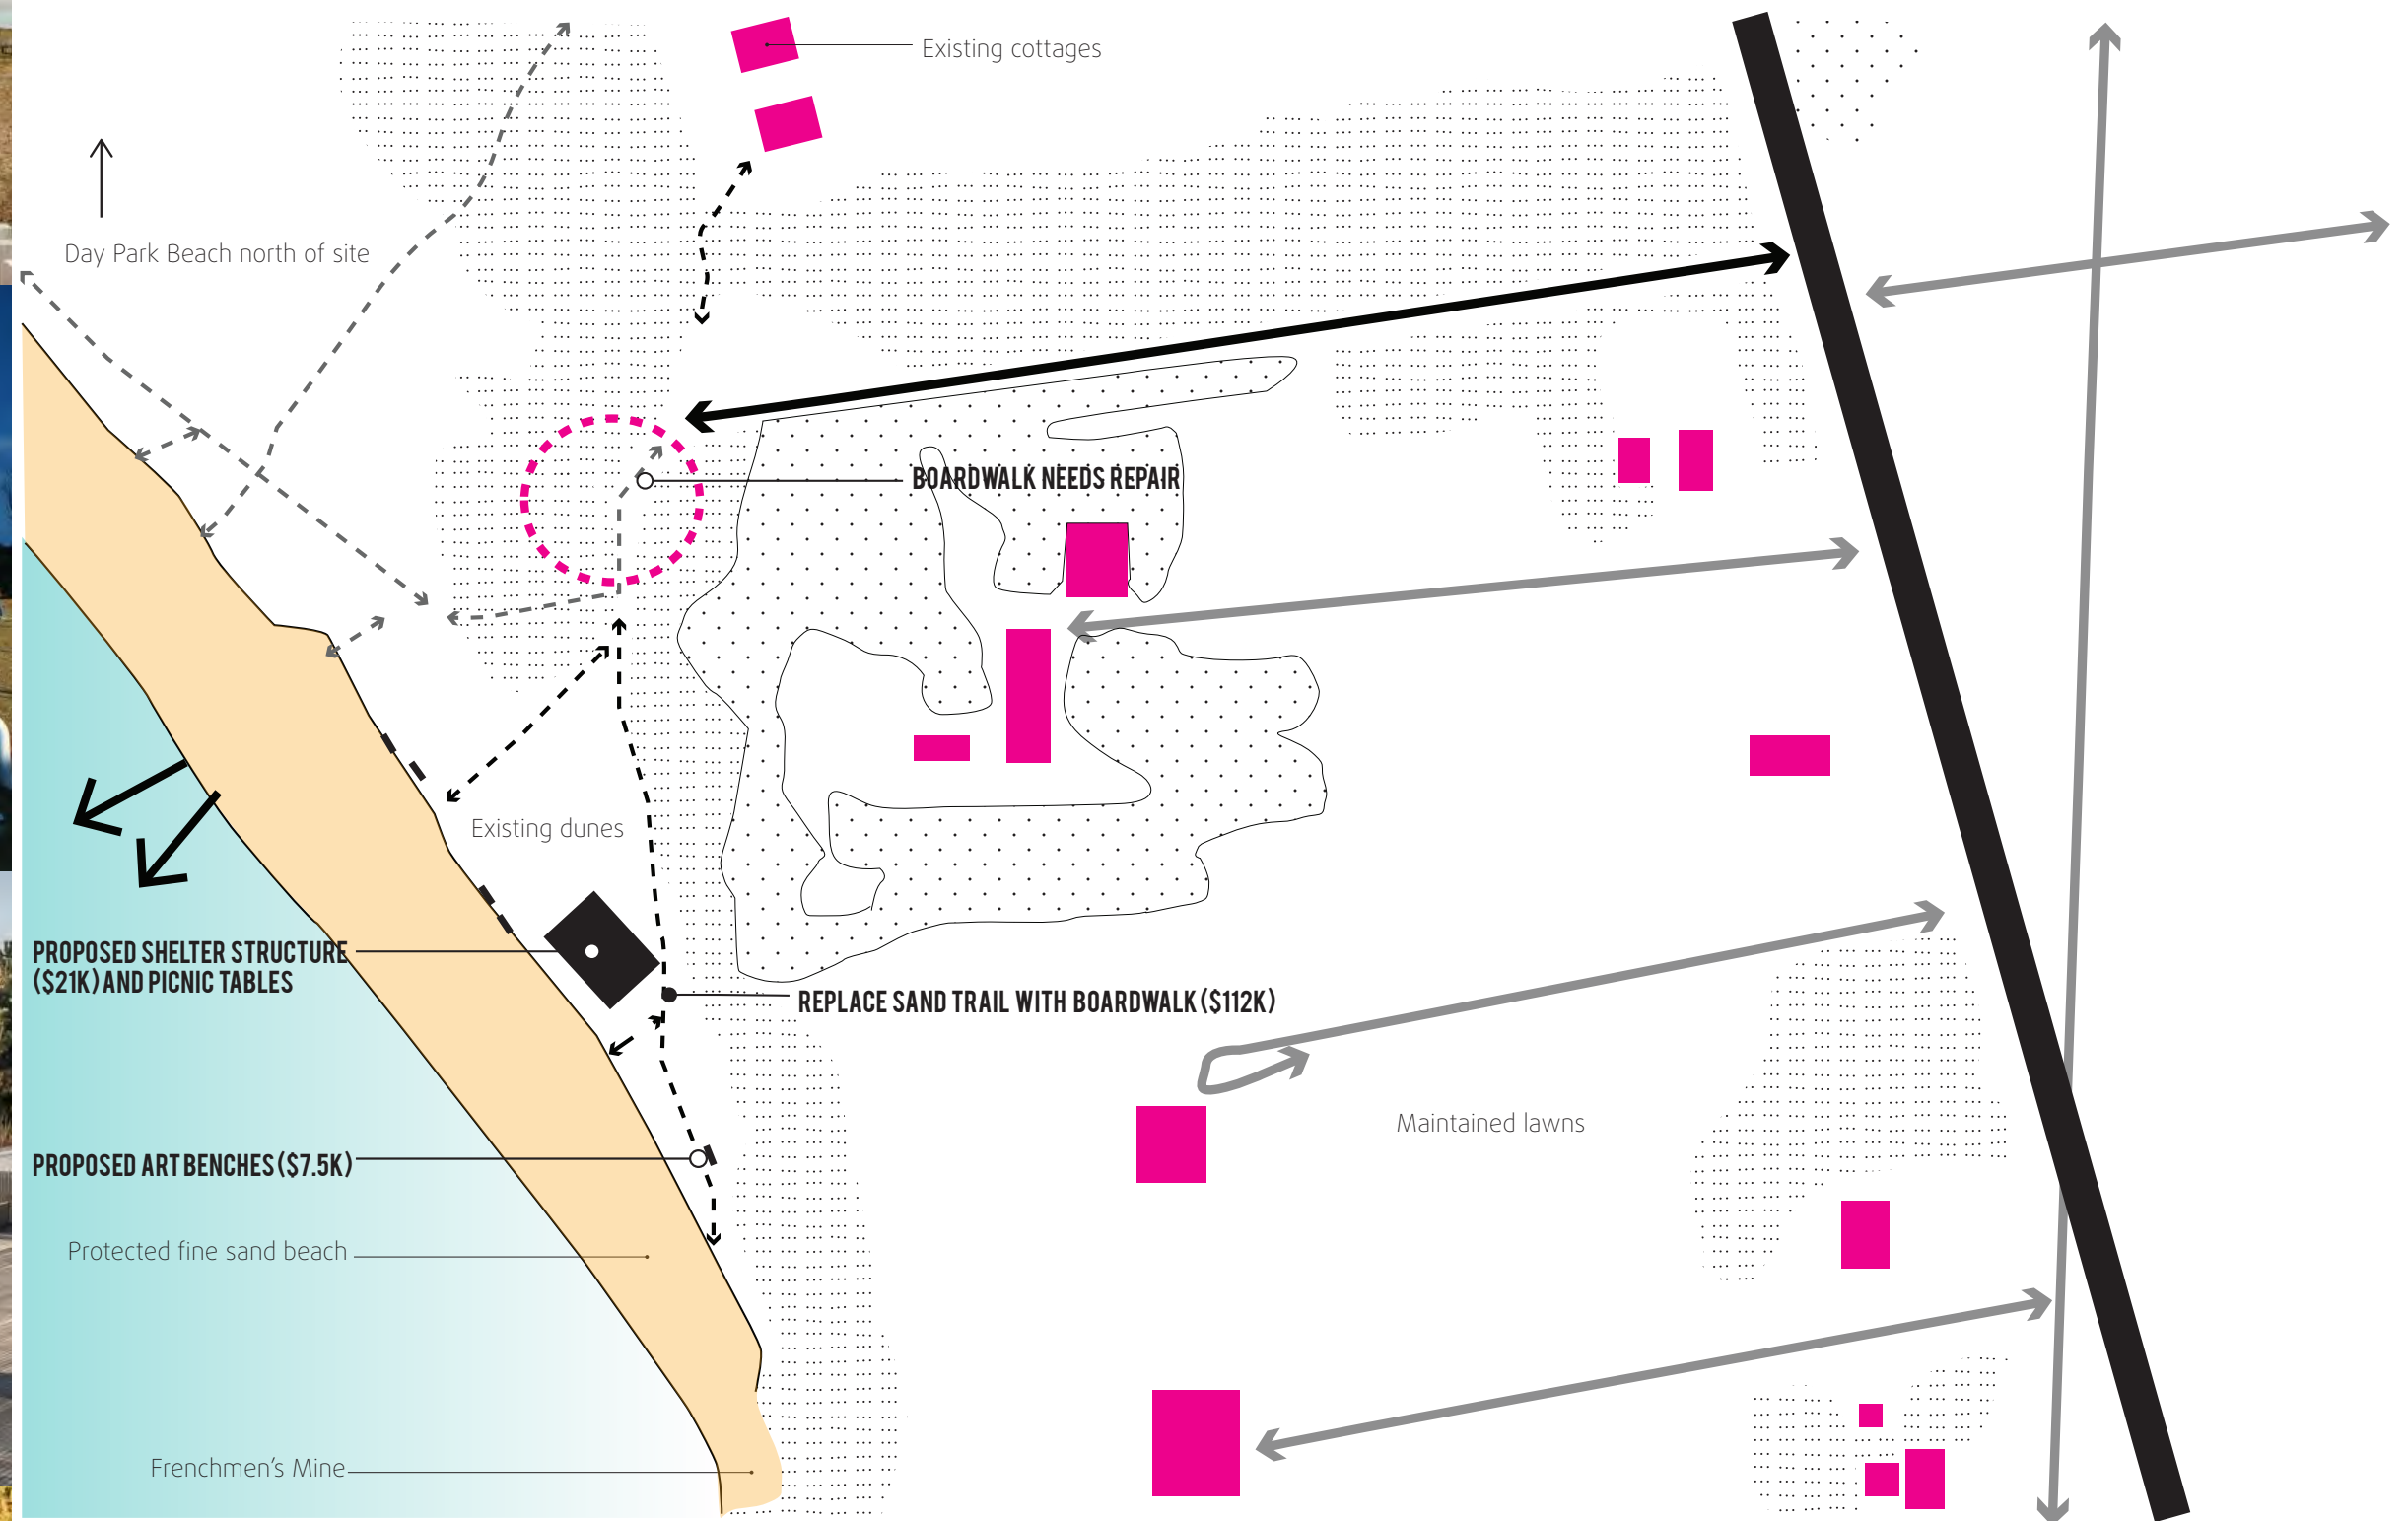 Existing cottages
Day Park Beach north of site
BOARDWALK NEEDS REPAIR
Existing dunes
PROPOSED SHELTER STRUCTURE
($21K) AND PICNIC TABLES
REPLACE SAND TRAIL WITH BOARDWALK ($112K)
Maintained lawns
PROPOSED ART BENCHES ($7.5K)
Protected fine sand beach
Frenchmen's Mine